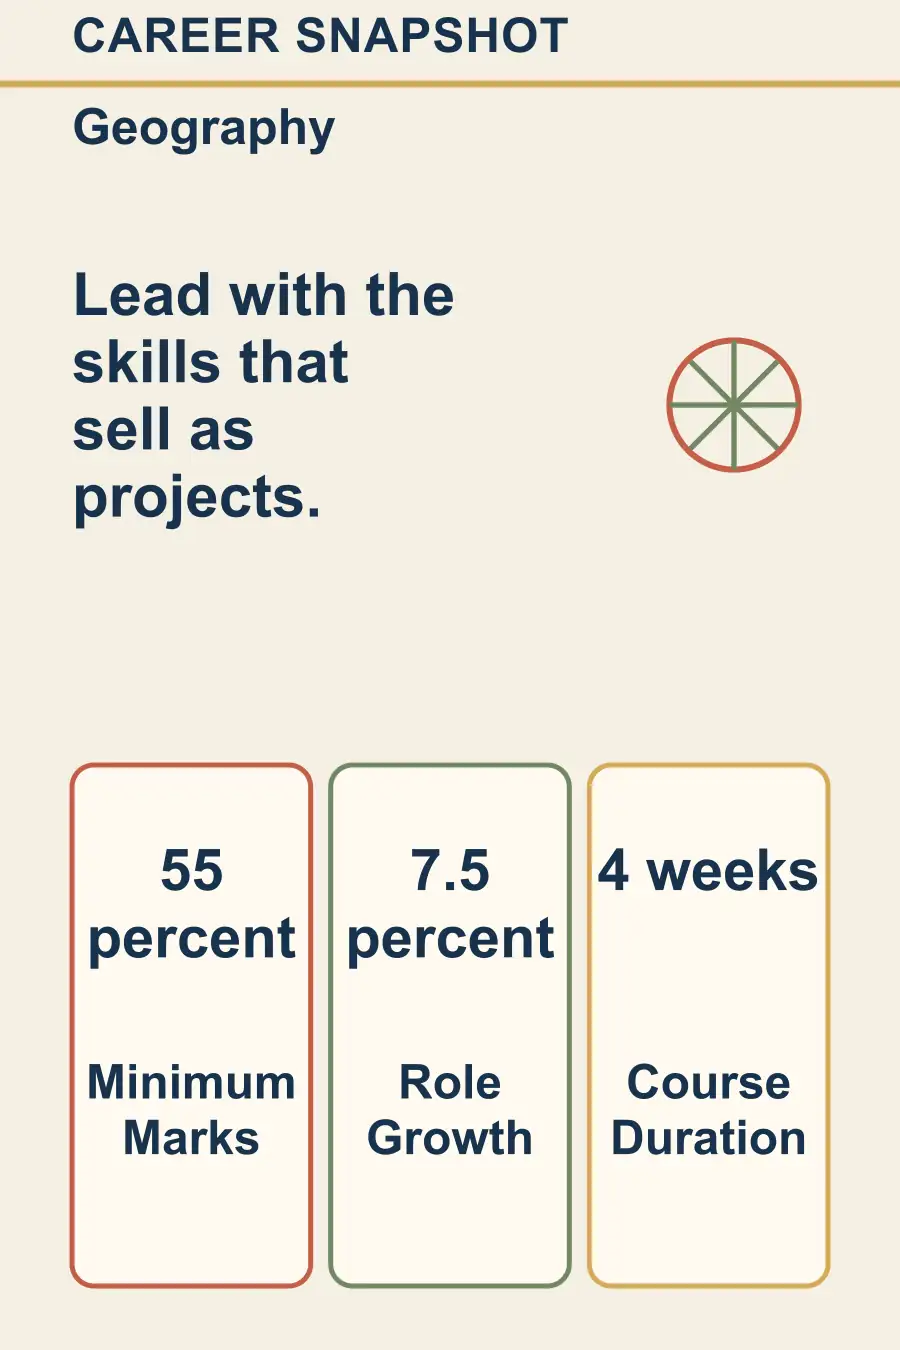 CAREER SNAPSHOT
Geography
Lead with the
skills that
sell as
projects.
55
percent
Minimum
Marks
7.5
percent
Role
Growth
4 weeks
Course
Duration